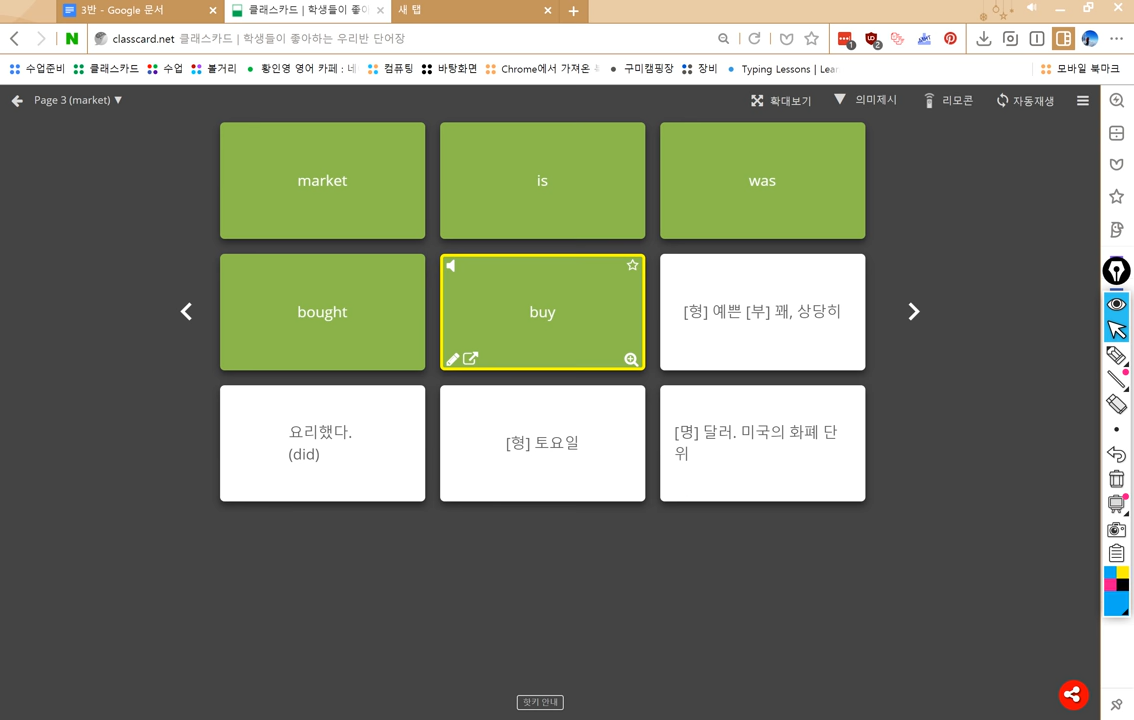 3반 - Google 문서
클래스카드 | 학생들이 좋아
새 탭
N
classcard.net 클래스카드 | 학생들이 좋아하는 우리반 단어장
1
2
수업준비
클래스카드
수업
볼거리
황인영 영어 카페 : 네
컴퓨팅
바탕화면
Chrome에서 가져온
구미캠핑장
장비
Typing Lessons | Lear
모바일 북마크
Page 3 (market) ▼
확대보기
의미제시
리모콘
자동재생
market
is
was
bought
buy
[형] 예쁜 [부] 꽤, 상당히
요리했다.
(did)
[형] 토요일
[명] 달러. 미국의 화폐 단
위
핫키 안내